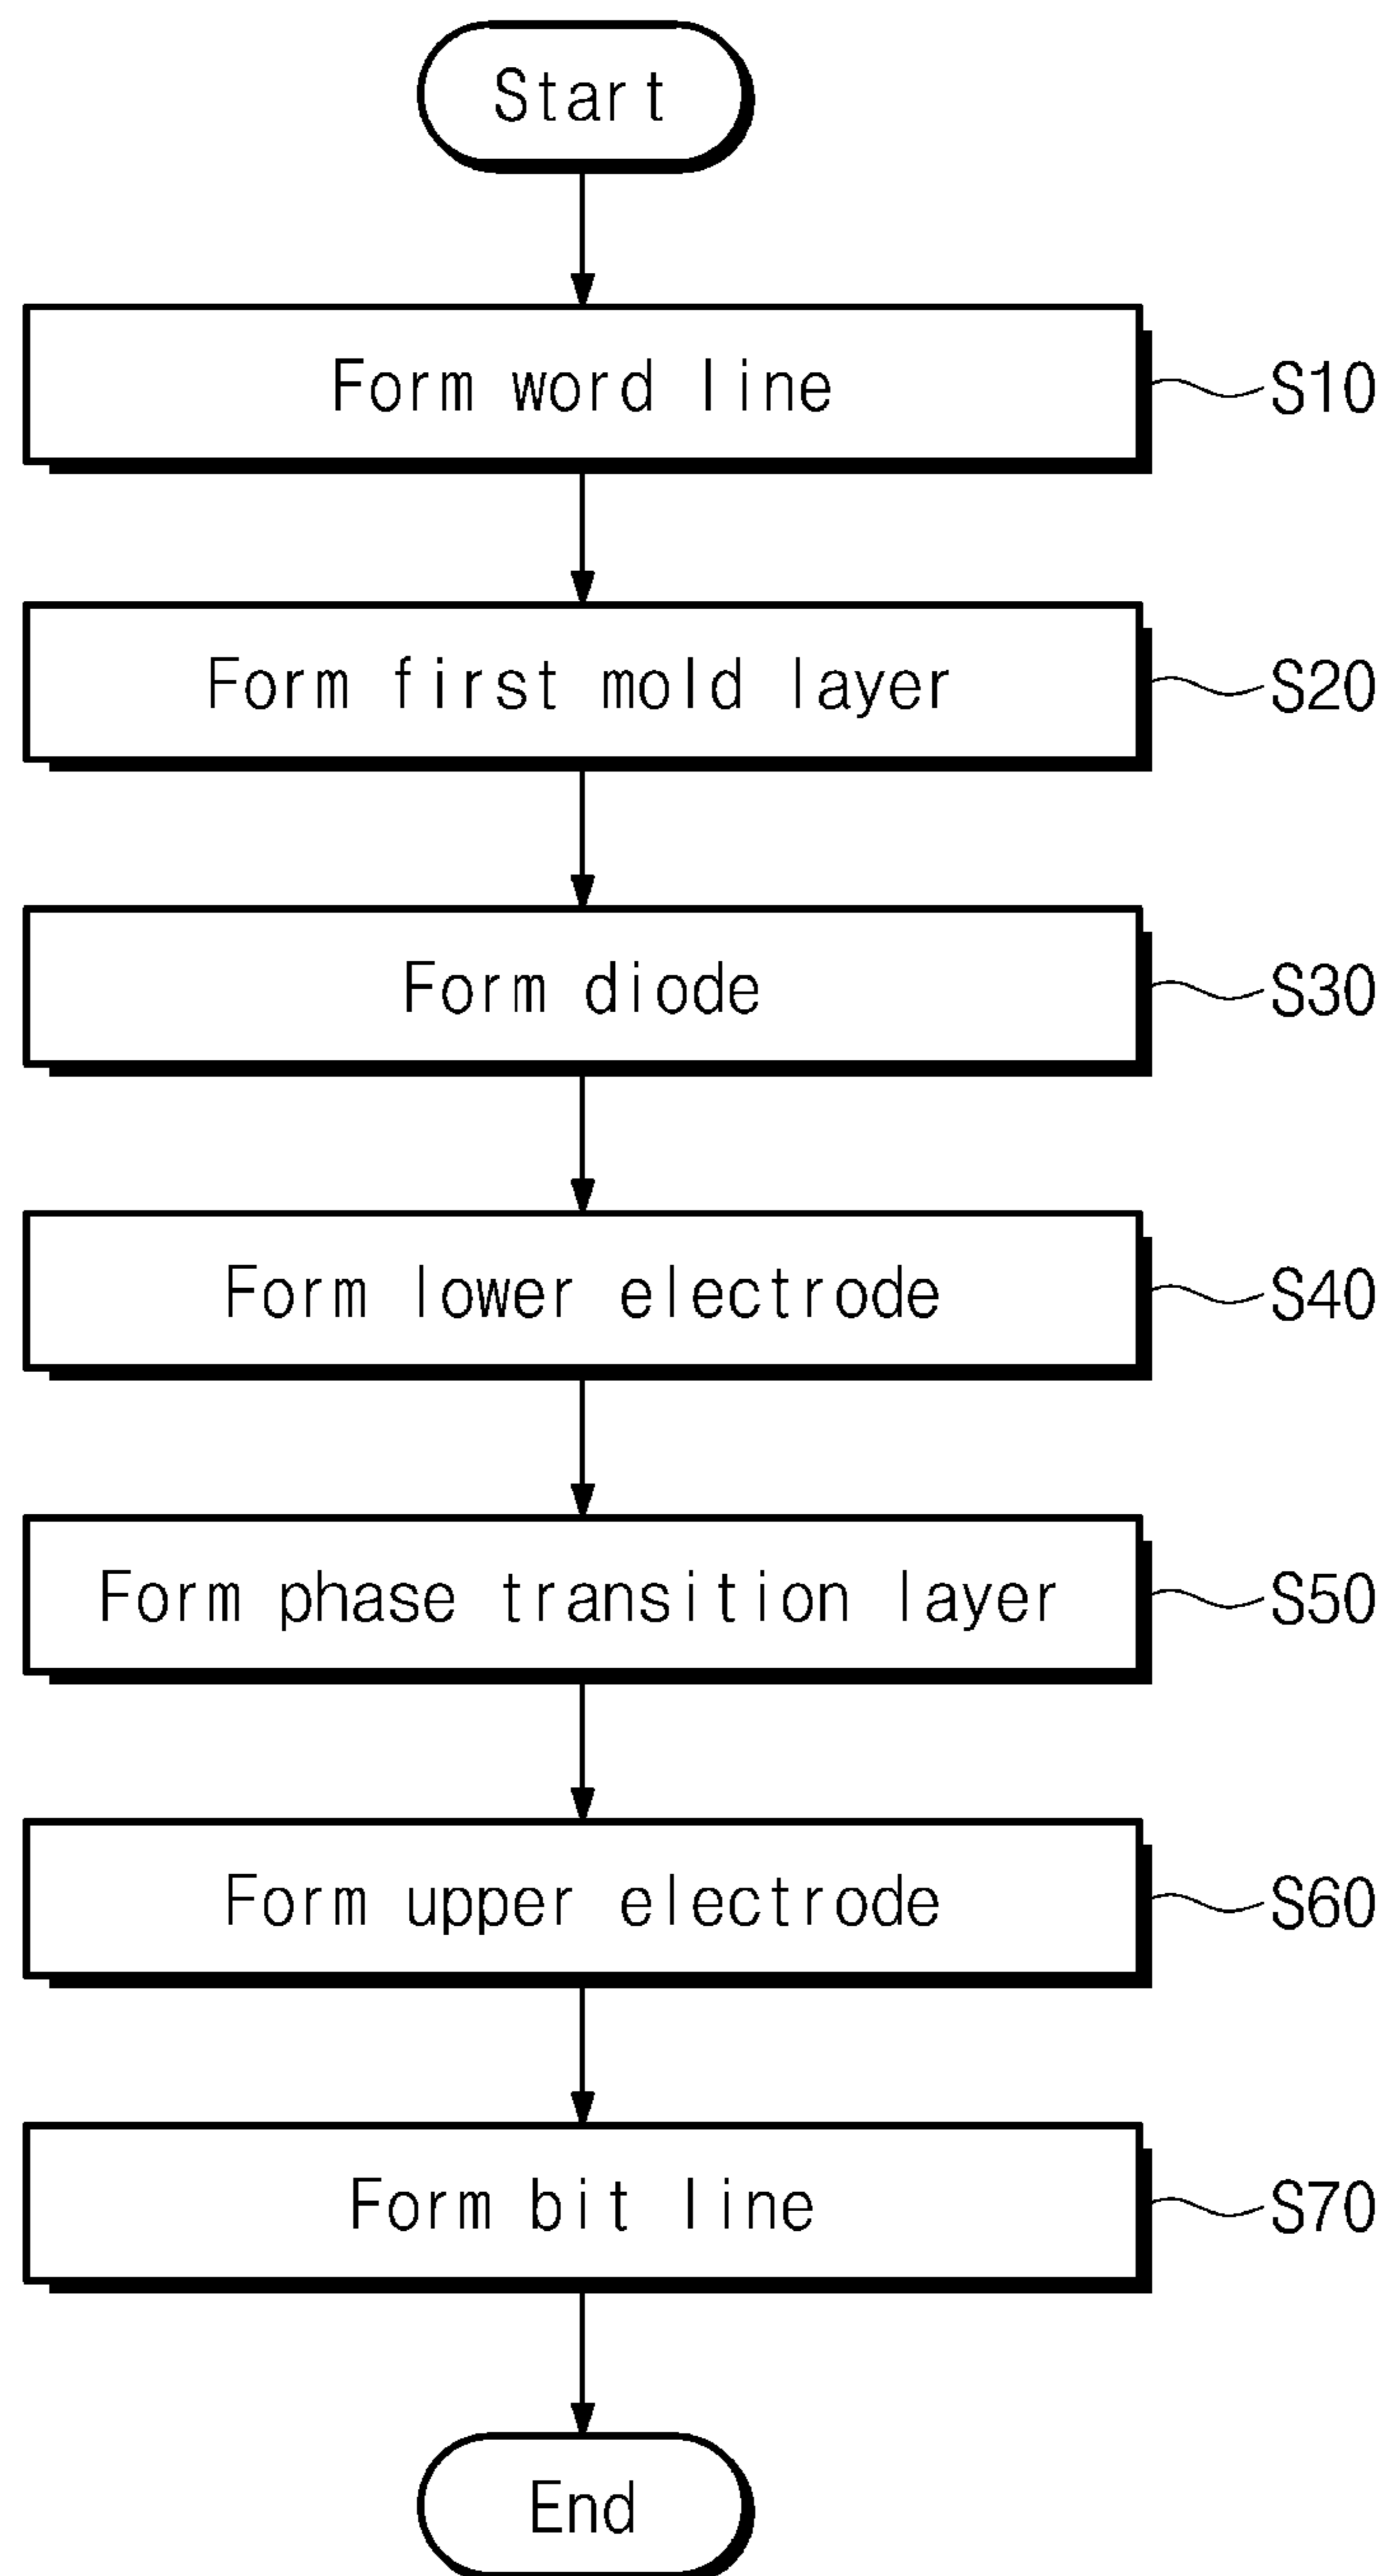 Start
Form word line
S10
Form first mold layer
S20
Form diode
S30
Form lower electrode
S40
Form phase transition layer
S50
Form upper electrode
S60
Form bit line
S70
End